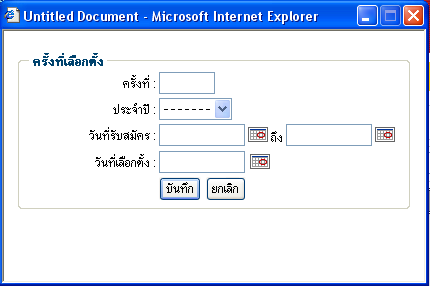 Untitled Document - Microsoft Internet Explorer
ครั้งที่เลือกตั้ง
ครั้งที่ :
ประจำปี : -------
วันที่รับสมัคร : ถึง
วันที่เลือกตั้ง :
บันทึก ยกเลิก